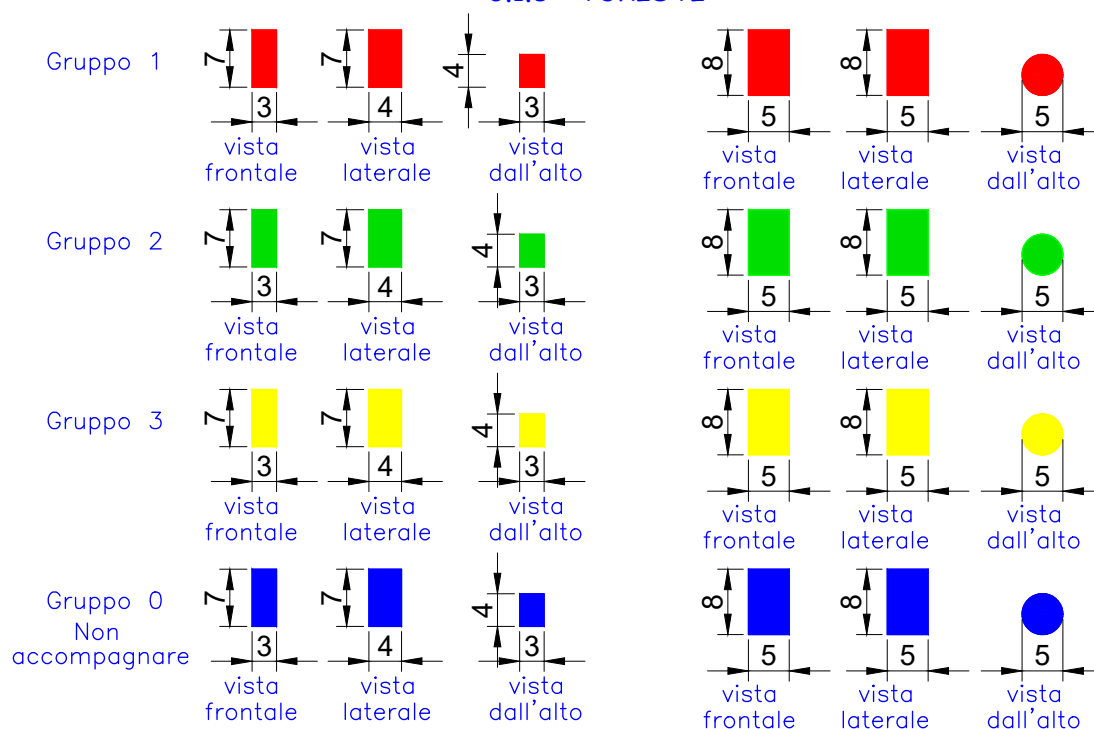 Gruppo 1
7 3 7 4 4 3 8 5 8 5 5
vista vista vista vista vista vista
frontale laterale dall'alto frontale laterale dall'alto
Gruppo 2
7 3 7 4 4 3 8 5 8 5 5
vista vista vista vista vista vista
frontale laterale dall'alto frontale laterale dall'alto
Gruppo 3
7 3 7 4 4 3 8 5 8 5 5
vista vista vista vista vista vista
frontale laterale dall'alto frontale laterale dall'alto
Gruppo 0
Non
accompagnare
7 3 7 4 4 3 8 5 8 5 5
vista vista vista vista vista vista
frontale laterale dall'alto frontale laterale dall'alto